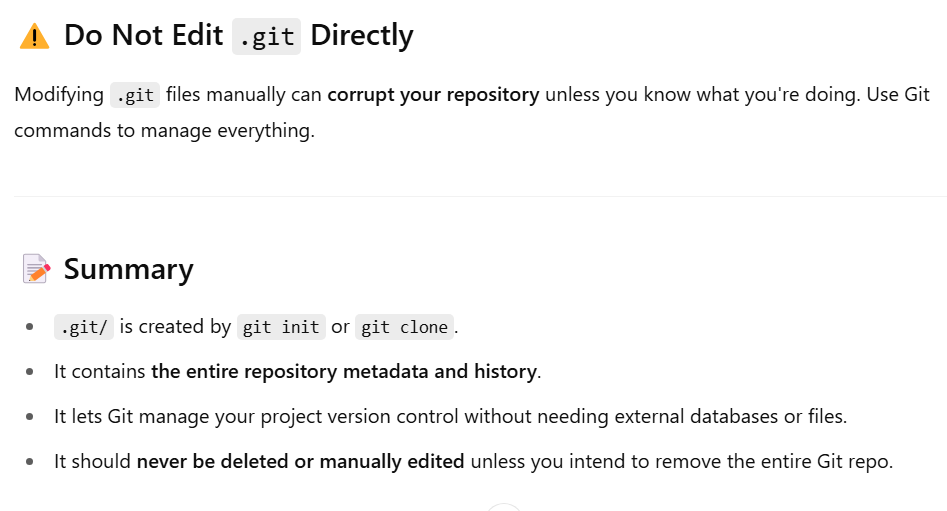 ⚠️ Do Not Edit .git Directly
Modifying .git files manually can corrupt your repository unless you know what you're doing. Use Git
commands to manage everything.
📝 Summary
• .git/ is created by git init or git clone.
• It contains the entire repository metadata and history.
• It lets Git manage your project version control without needing external databases or files.
• It should never be deleted or manually edited unless you intend to remove the entire Git repo.